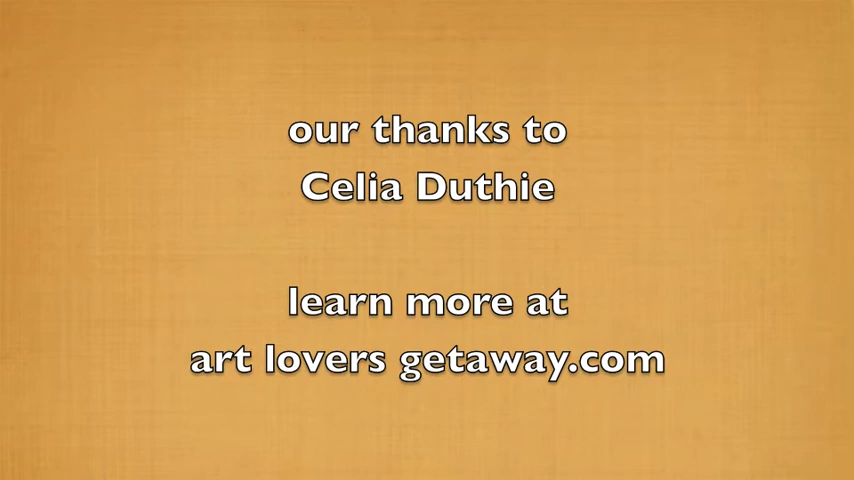 our thanks to
Celia Duthie
learn more at
art lovers getaway.com